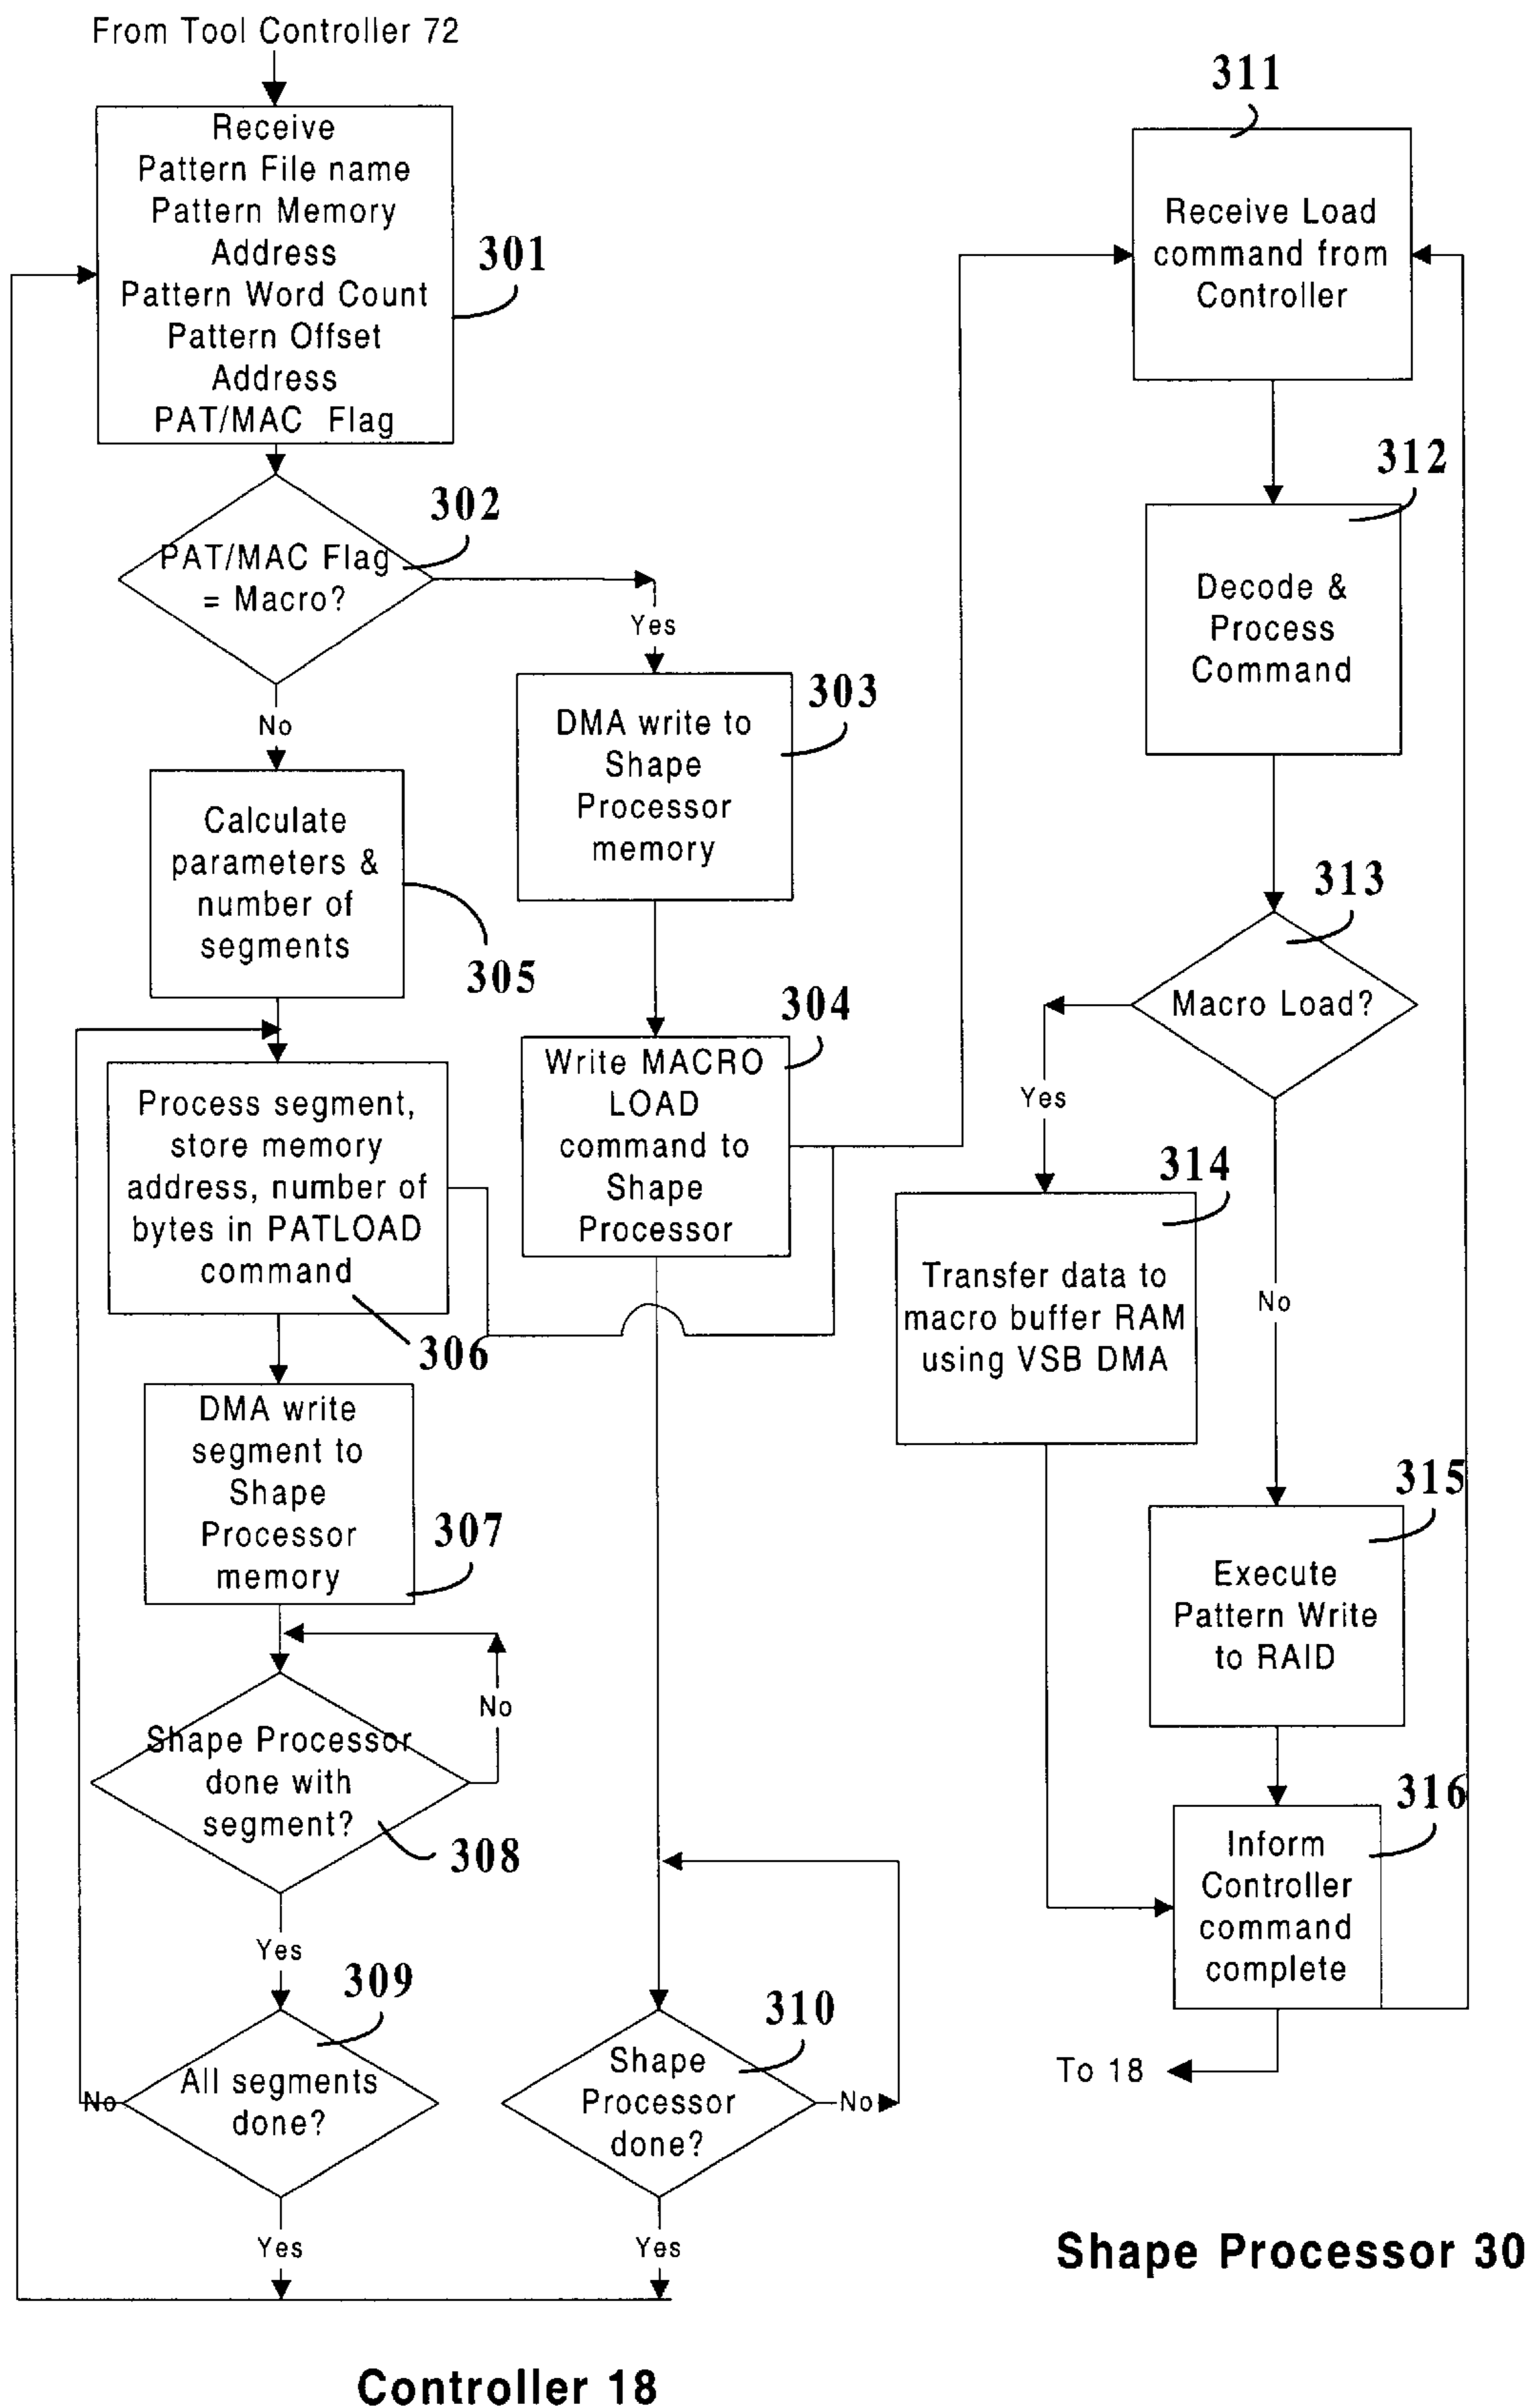 From Tool Controller 72
Receive
Pattern File name
Pattern Memory
Address
Pattern Word Count
Pattern Offset
Address
PAT/MAC Flag
301
PAT/MAC Flag
= Macro?
302
Yes
No
DMA write to
Shape
Processor
memory
303
Write MACRO
LOAD
command to
Shape
Processor
304
Calculate
parameters &
number of
segments
305
Process segment,
store memory
address, number of
bytes in PATLOAD
command
306
DMA write
segment to
Shape
Processor
memory
307
Shape Processor
done with
segment?
308
No
Yes
All segments
done?
309
No
Yes
Shape
Processor
done?
310
No
Yes
Controller 18
311
Receive Load
command from
Controller
312
Decode &
Process
Command
313
Macro Load?
Yes
No
314
Transfer data to
macro buffer RAM
using VSB DMA
315
Execute
Pattern Write
to RAID
316
Inform
Controller
command
complete
To 18
Shape Processor 30